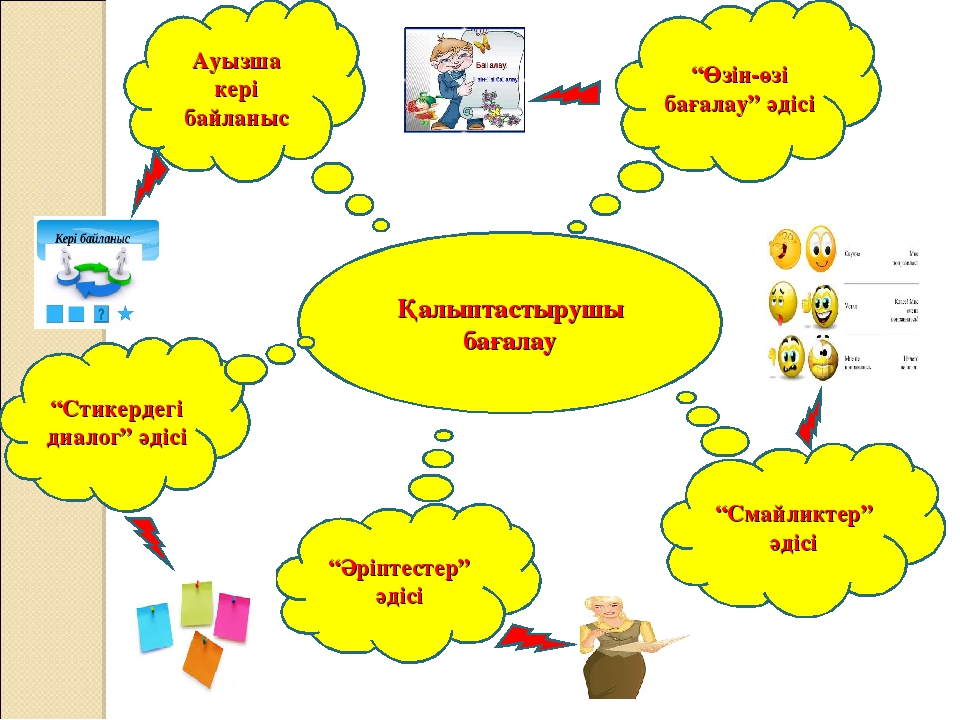 Ауызша
кері
байланыс
Бағалау.
“Өзін-өзі
бағалау” әдісі
Кері байланыс
Қалыптастырушы
бағалау
“Стикердегі
диалог” әдісі
“Әріптестер”
әдісі
“Смайликтер”
әдісі